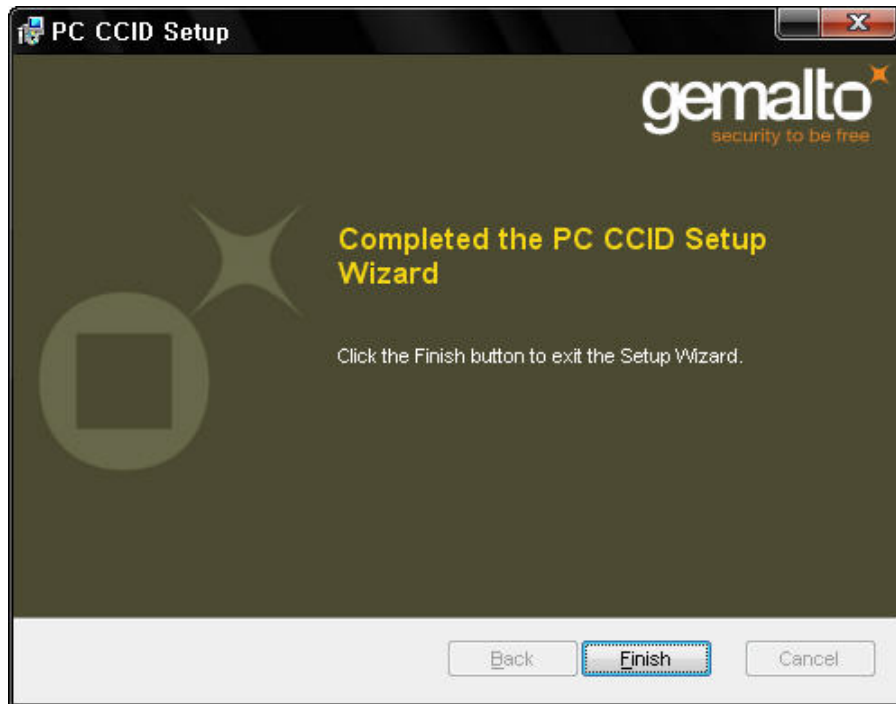 PC CCID Setup
gemalto
security to be free
Completed the PC CCID Setup
Wizard
Click the Finish button to exit the Setup Wizard.
Back
Finish
Cancel